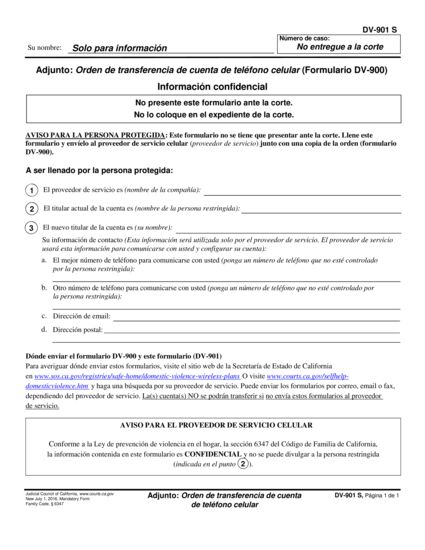 DV-901 S
Número de caso:
Su nombre: Solo para información
No entregue a la corte
Adjunto: Orden de transferencia de cuenta de teléfono celular (Formulario DV-900)
Información confidencial
No presente este formulario ante la corte.
No lo coloque en el expediente de la corte.
AVISO PARA LA PERSONA PROTEGIDA: Este formulario no se tiene que presentar ante la corte. Llene este
formulario y envíelo al proveedor de servicio celular (proveedor de servicio) junto con una copia de la orden (formulario
DV-900).
A ser llenado por la persona protegida:
1 El proveedor de servicio es (nombre de la compañía):
2 El titular actual de la cuenta es (nombre de la persona restringida):
3 El nuevo titular de la cuenta es (su nombre):
Su información de contacto (Esta información será utilizada solo por el proveedor de servicio. El proveedor de servicio
usará esta información para comunicarse con usted y configurar su cuenta):
a. El mejor número de teléfono para comunicarse con usted (ponga un número de teléfono que no esté controlado
por la persona restringida):
b. Otro número de teléfono para comunicarse con usted (ponga un número de teléfono que no esté controlado por
la persona restringida):
c. Dirección de email:
d. Dirección postal:
Dónde enviar el formulario DV-900 y este formulario (DV-901)
Para averiguar dónde enviar estos formularios, visite el sitio web de la Secretaría de Estado de California
en www.sos.ca.gov/registries/safe-home/domestic-violence-wireless-plans O visite www.courts.ca.gov/selfhelp-
domesticviolence.htm y haga una búsqueda por su proveedor de servicio. Puede enviar los formularios por correo, email o fax,
dependiendo del proveedor de servicio. La(s) cuenta(s) NO se podrán transferir si no envía estos formularios al proveedor
de servicio.
AVISO PARA EL PROVEEDOR DE SERVICIO CELULAR
Conforme a la Ley de prevención de violencia en el hogar, la sección 6347 del Código de Familia de California,
la información contenida en este formulario es CONFIDENCIAL y no se puede divulgar a la persona restringida
(indicada en el punto 2).
Judicial Council of California, www.courts.ca.gov
New July 1, 2016, Mandatory Form
Family Code, § 6347
Adjunto: Orden de transferencia de cuenta
de teléfono celular
DV-901 S, Página 1 de 1